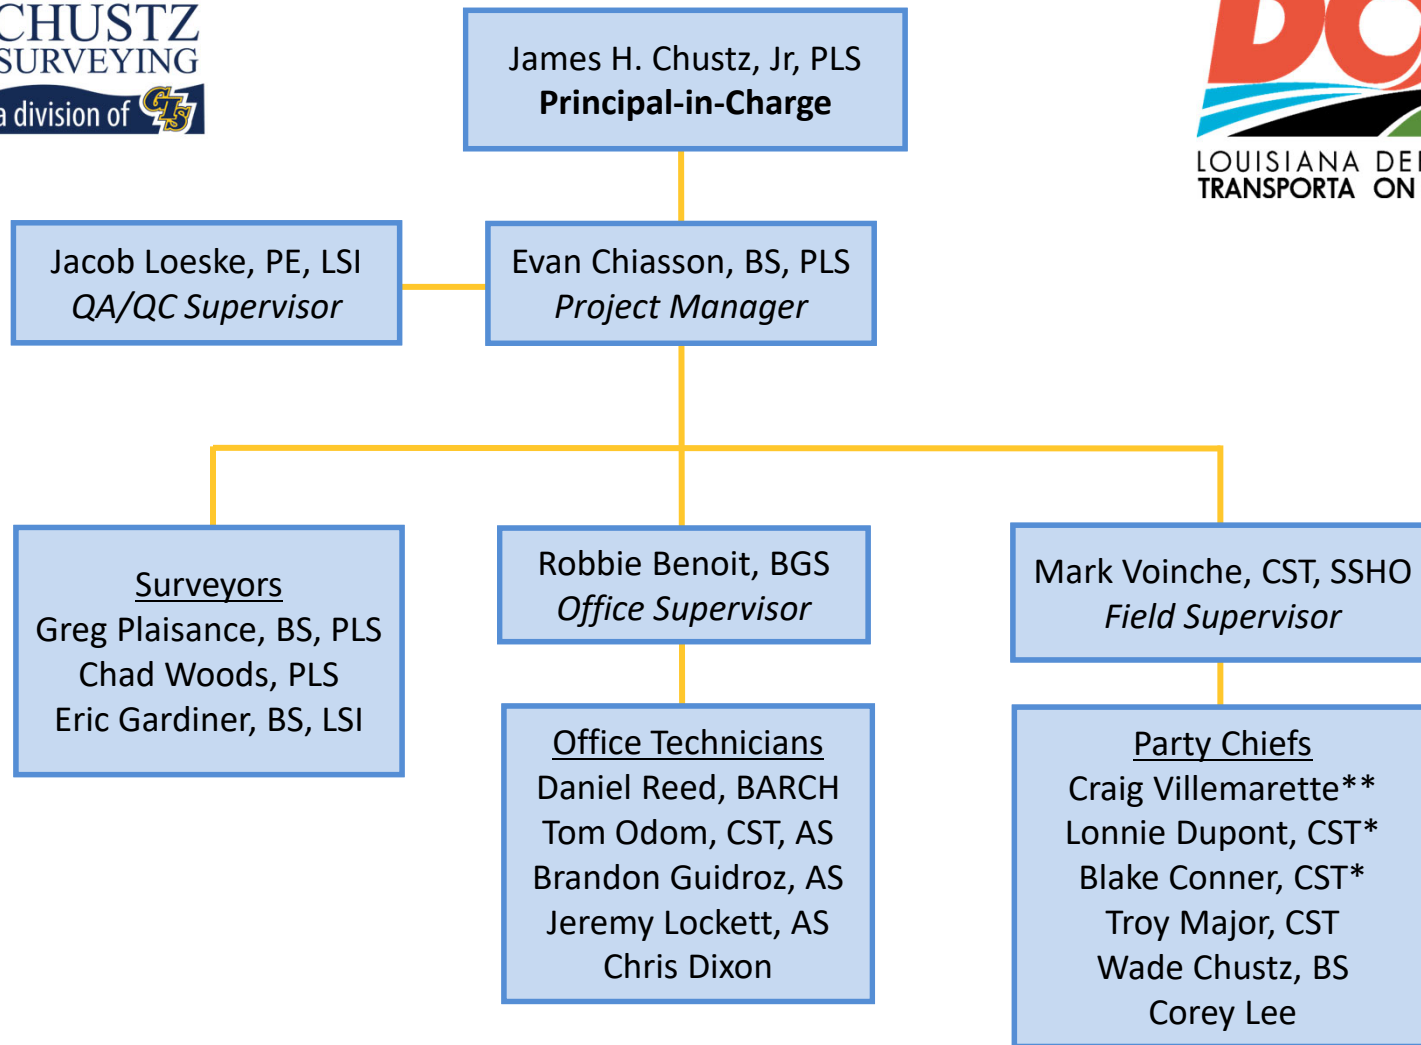 CHUSTZ
SURVEYING
a division of GTS
James H. Chustz, Jr, PLS
Principal-in-Charge
LOUISIANA
TRANSPORTA ON
Jacob Loeske, PE, LSI
QA/QC Supervisor
Evan Chiasson, BS, PLS
Project Manager
Surveyors
Greg Plaisance, BS, PLS
Chad Woods, PLS
Eric Gardiner, BS, LSI
Robbie Benoit, BGS
Office Supervisor
Office Technicians
Daniel Reed, BARCH
Tom Odom, CST, AS
Brandon Guidroz, AS
Jeremy Lockett, AS
Chris Dixon
Mark Voinche, CST, SSHO
Field Supervisor
Party Chiefs
Craig Villemarette**
Lonnie Dupont, CST*
Blake Conner, CST*
Troy Major, CST
Wade Chustz, BS
Corey Lee